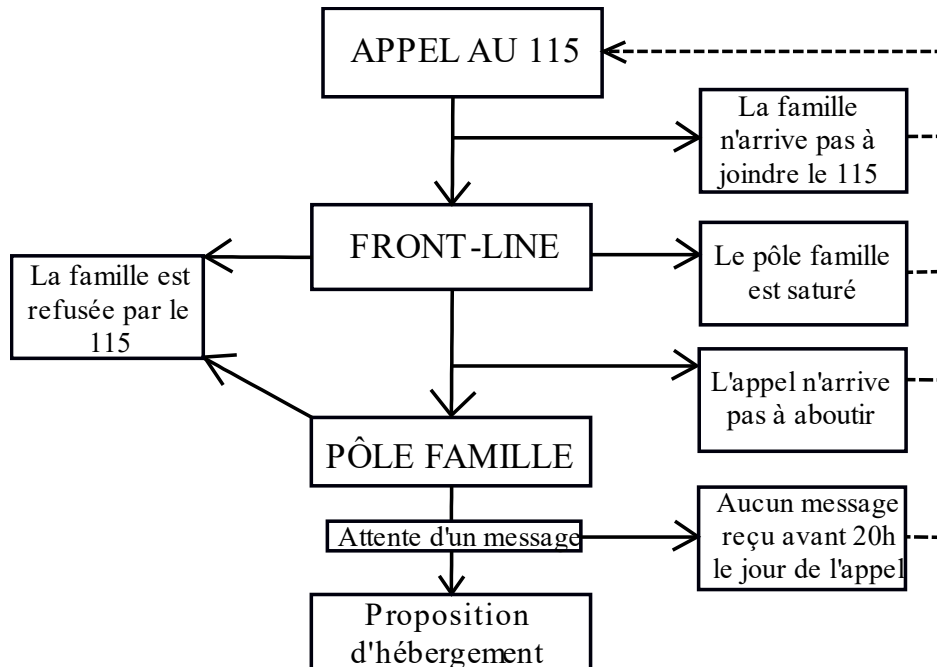 APPEL AU 115
La famille
n'arrive pas à
joindre le 115
FRONT-LINE
La famille est
refusée par le
115
Le pôle famille
est saturé
L'appel n'arrive
pas à aboutir
PÔLE FAMILLE
Attente d'un message
Aucun message
reçu avant 20h
le jour de l'appel
Proposition
d'hébergement